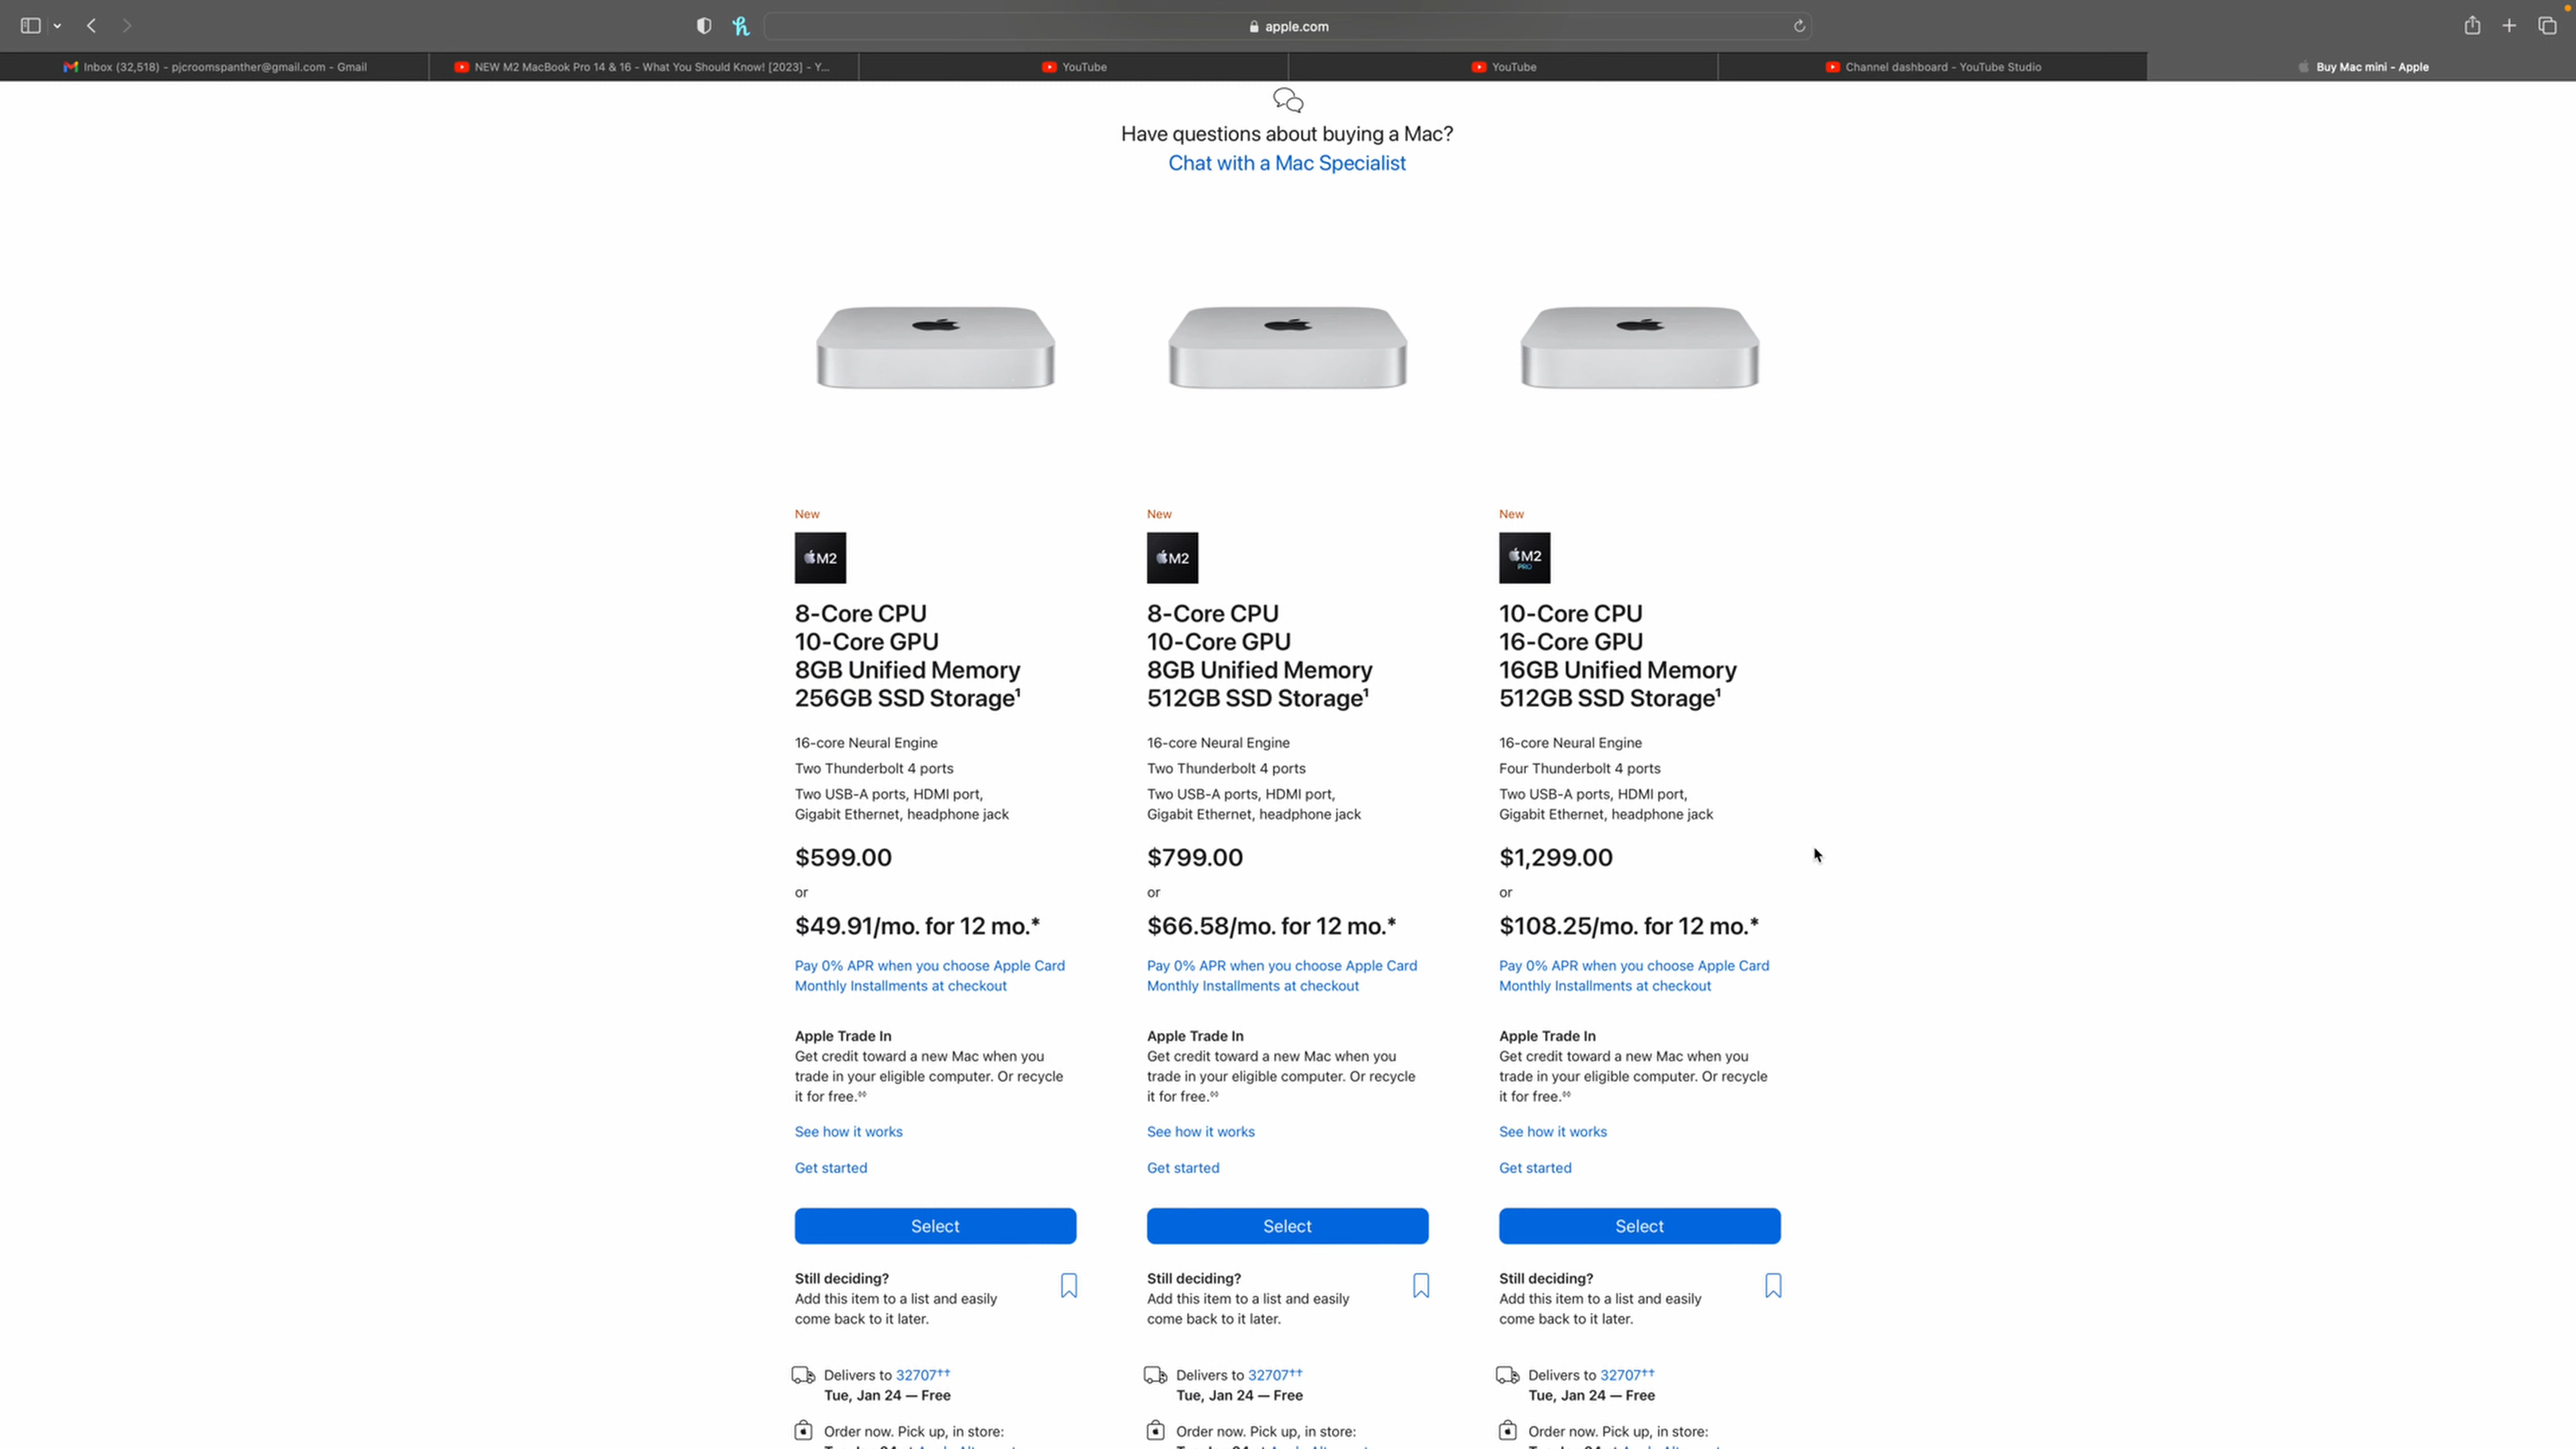 apple.com
Inbox (32,518) - pjcroomspanther@gmail.com - Gmail
NEW M2 MacBook Pro 14 & 16 - What You Should Know! [2023] - Y...
YouTube
YouTube
Channel dashboard - YouTube Studio
Buy Mac mini - Apple
Have questions about buying a Mac?
Chat with a Mac Specialist
New
M2
8-Core CPU
10-Core GPU
8GB Unified Memory
256GB SSD Storage¹
16-core Neural Engine
Two Thunderbolt 4 ports
Two USB-A ports, HDMI port,
Gigabit Ethernet, headphone jack
$599.00
or
$49.91/mo. for 12 mo.*
Pay 0% APR when you choose Apple Card
Monthly Installments at checkout
Apple Trade In
Get credit toward a new Mac when you
trade in your eligible computer. Or recycle
it for free.◊◊
See how it works
Get started
Select
Still deciding?
Add this item to a list and easily
come back to it later.
Delivers to 32707††
Tue, Jan 24 — Free
Order now. Pick up, in store:
New
M2
8-Core CPU
10-Core GPU
8GB Unified Memory
512GB SSD Storage¹
16-core Neural Engine
Two Thunderbolt 4 ports
Two USB-A ports, HDMI port,
Gigabit Ethernet, headphone jack
$799.00
or
$66.58/mo. for 12 mo.*
Pay 0% APR when you choose Apple Card
Monthly Installments at checkout
Apple Trade In
Get credit toward a new Mac when you
trade in your eligible computer. Or recycle
it for free.◊◊
See how it works
Get started
Select
Still deciding?
Add this item to a list and easily
come back to it later.
Delivers to 32707††
Tue, Jan 24 — Free
Order now. Pick up, in store:
New
M2
PRO
10-Core CPU
16-Core GPU
16GB Unified Memory
512GB SSD Storage¹
16-core Neural Engine
Four Thunderbolt 4 ports
Two USB-A ports, HDMI port,
Gigabit Ethernet, headphone jack
$1,299.00
or
$108.25/mo. for 12 mo.*
Pay 0% APR when you choose Apple Card
Monthly Installments at checkout
Apple Trade In
Get credit toward a new Mac when you
trade in your eligible computer. Or recycle
it for free.◊◊
See how it works
Get started
Select
Still deciding?
Add this item to a list and easily
come back to it later.
Delivers to 32707††
Tue, Jan 24 — Free
Order now. Pick up, in store: